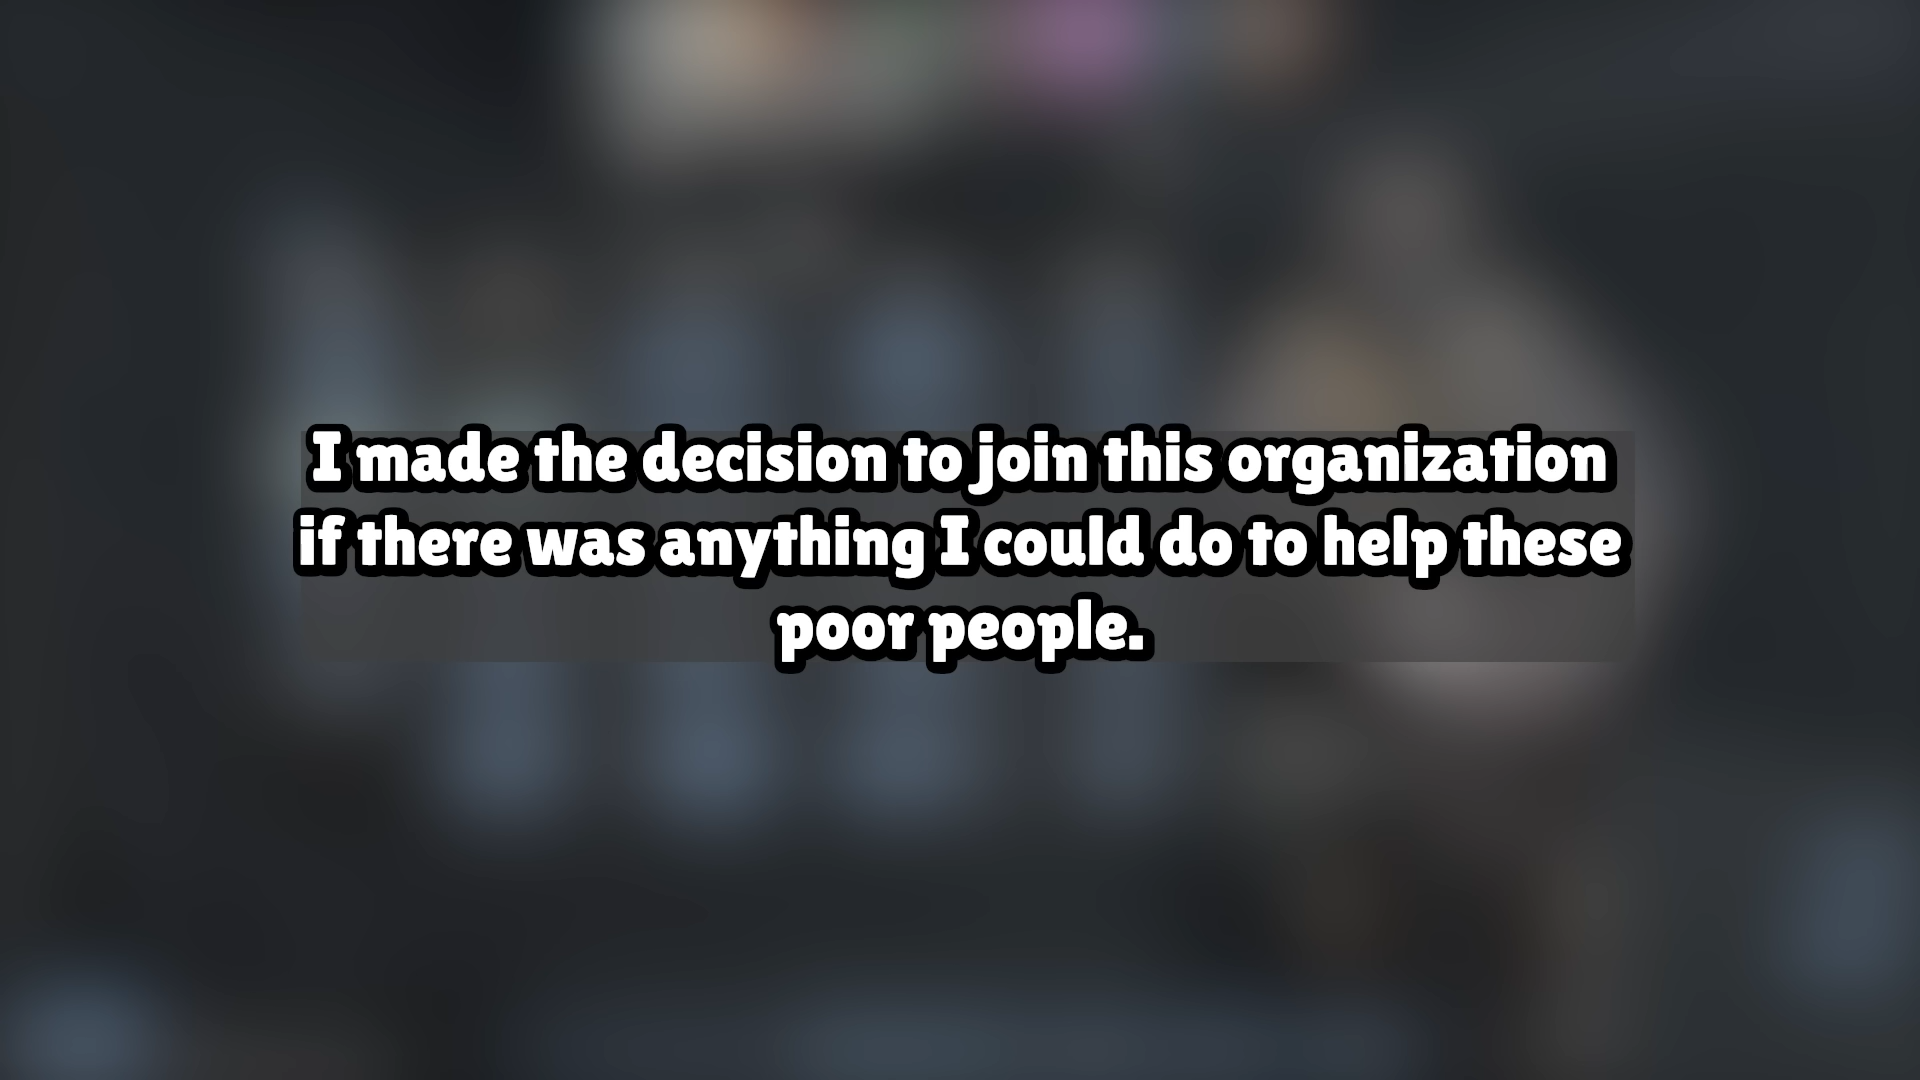 I made the decision to join this organization
if there was anything I could do to help these
poor people.